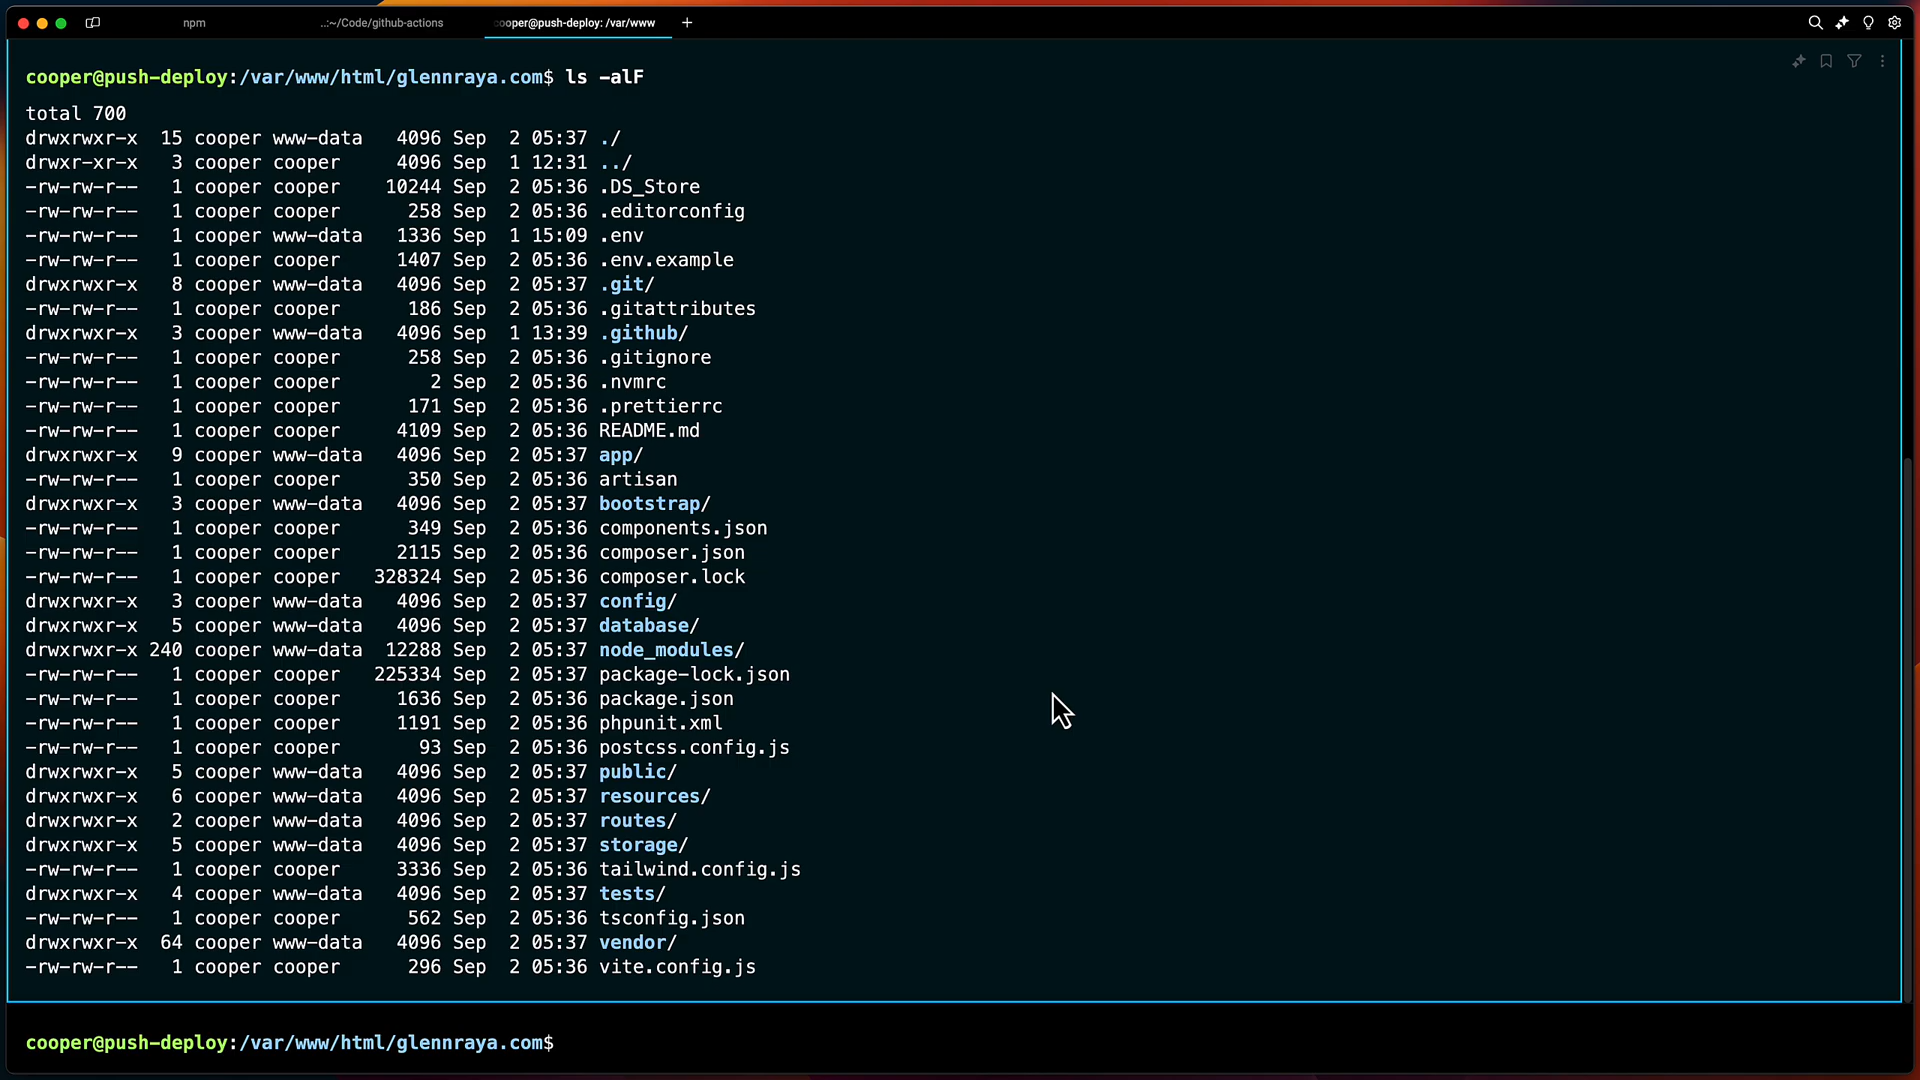 npm
..:~/Code/github-actions
cooper@push-deploy: /var/www
+
cooper@push-deploy:/var/www/html/glennraya.com$ ls -alF
total 700
drwxrwxr-x 15 cooper www-data 4096 Sep 2 05:37 ./
drwxr-xr-x 3 cooper cooper 4096 Sep 1 12:31 ../
-rw-rw-r-- 1 cooper cooper 10244 Sep 2 05:36 .DS_Store
-rw-rw-r-- 1 cooper cooper 258 Sep 2 05:36 .editorconfig
-rw-rw-r-- 1 cooper www-data 1336 Sep 1 15:09 .env
-rw-rw-r-- 1 cooper cooper 1407 Sep 2 05:36 .env.example
drwxrwxr-x 8 cooper www-data 4096 Sep 2 05:37 .git/
-rw-rw-r-- 1 cooper cooper 186 Sep 2 05:36 .gitattributes
drwxrwxr-x 3 cooper www-data 4096 Sep 1 13:39 .github/
-rw-rw-r-- 1 cooper cooper 258 Sep 2 05:36 .gitignore
-rw-rw-r-- 1 cooper cooper 2 Sep 2 05:36 .nvmrc
-rw-rw-r-- 1 cooper cooper 171 Sep 2 05:36 .prettierrc
-rw-rw-r-- 1 cooper cooper 4109 Sep 2 05:36 README.md
drwxrwxr-x 9 cooper www-data 4096 Sep 2 05:37 app/
-rw-rw-r-- 1 cooper cooper 350 Sep 2 05:36 artisan
drwxrwxr-x 3 cooper www-data 4096 Sep 2 05:37 bootstrap/
-rw-rw-r-- 1 cooper cooper 349 Sep 2 05:36 components.json
-rw-rw-r-- 1 cooper cooper 2115 Sep 2 05:36 composer.json
-rw-rw-r-- 1 cooper cooper 328324 Sep 2 05:36 composer.lock
drwxrwxr-x 3 cooper www-data 4096 Sep 2 05:37 config/
drwxrwxr-x 5 cooper www-data 4096 Sep 2 05:37 database/
drwxrwxr-x 240 cooper www-data 12288 Sep 2 05:37 node_modules/
-rw-rw-r-- 1 cooper cooper 225334 Sep 2 05:37 package-lock.json
-rw-rw-r-- 1 cooper cooper 1636 Sep 2 05:36 package.json
-rw-rw-r-- 1 cooper cooper 1191 Sep 2 05:36 phpunit.xml
-rw-rw-r-- 1 cooper cooper 93 Sep 2 05:36 postcss.config.js
drwxrwxr-x 5 cooper www-data 4096 Sep 2 05:37 public/
drwxrwxr-x 6 cooper www-data 4096 Sep 2 05:37 resources/
drwxrwxr-x 2 cooper www-data 4096 Sep 2 05:37 routes/
drwxrwxr-x 5 cooper www-data 4096 Sep 2 05:37 storage/
-rw-rw-r-- 1 cooper cooper 3336 Sep 2 05:36 tailwind.config.js
drwxrwxr-x 4 cooper www-data 4096 Sep 2 05:37 tests/
-rw-rw-r-- 1 cooper cooper 562 Sep 2 05:36 tsconfig.json
drwxrwxr-x 64 cooper www-data 4096 Sep 2 05:37 vendor/
-rw-rw-r-- 1 cooper cooper 296 Sep 2 05:36 vite.config.js
cooper@push-deploy:/var/www/html/glennraya.com$